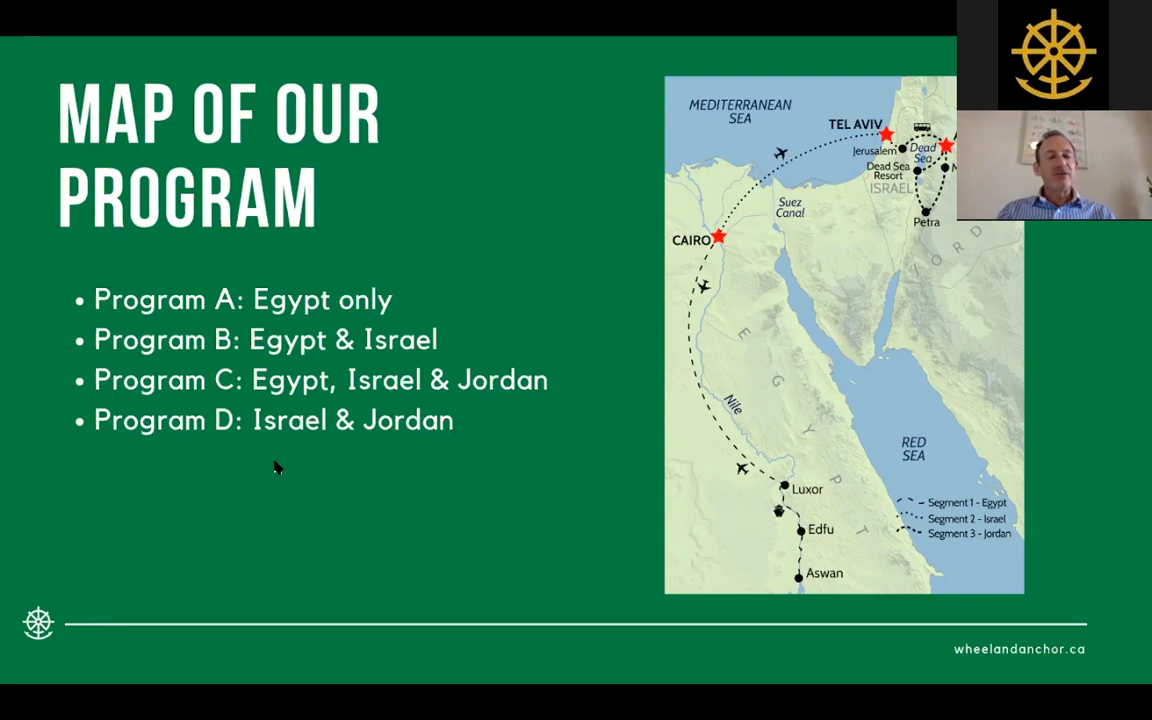 MAP OF OUR
PROGRAM
• Program A: Egypt only
• Program B: Egypt & Israel
• Program C: Egypt, Israel & Jordan
• Program D: Israel & Jordan
MEDITERRANEAN
SEA
TEL AVIV
Jerusalem
Dead
Sea
Dead Sea
Resort
ISRAEL
Suez
Canal
Petra
CAIRO
JORD
EGYPT
Nile
RED
SEA
Luxor
Edfu
Aswan
Segment 1 - Egypt
Segment 2 - Israel
Segment 3 - Jordan
wheelandanchor.ca